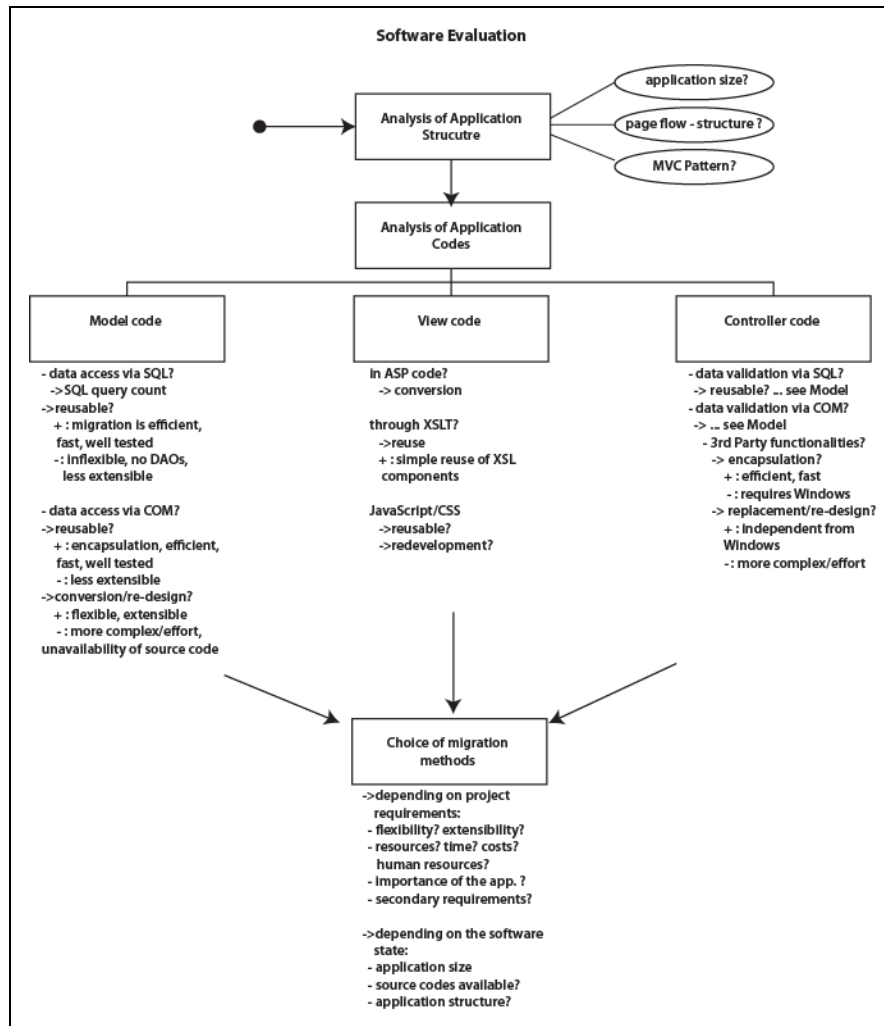 Software Evaluation
application size?
Analysis of Application
Strucutre
page flow - structure ?
MVC Pattern?
Analysis of Application
Codes
Model code
- data access via SQL?
->SQL query count
->reusable?
+ : migration is efficient,
fast, well tested
-: inflexible, no DAOs,
less extensible
- data access via COM?
->reusable?
+ : encapsulation, efficient,
fast, well tested
- : less extensible
->conversion/re-design?
+ : flexible, extensible
- : more complex/effort,
unavailability of source code
View code
in ASP code?
-> conversion
through XSLT?
->reuse
+ : simple reuse of XSL
components
JavaScript/CSS
->reusable?
->redevelopment?
Controller code
- data validation via SQL?
-> reusable? ... see Model
- data validation via COM?
-> ... see Model
- 3rd Party functionalities?
-> encapsulation?
+ : efficient, fast
- : requires Windows
-> replacement/re-design?
+ : independent from
Windows
- : more complex/effort
Choice of migration
methods
->depending on project
requirements:
- flexibility? extensibility?
- resources? time? costs?
human resources?
- importance of the app. ?
- secondary requirements?
->depending on the software
state:
- application size
- source codes available?
- application structure?